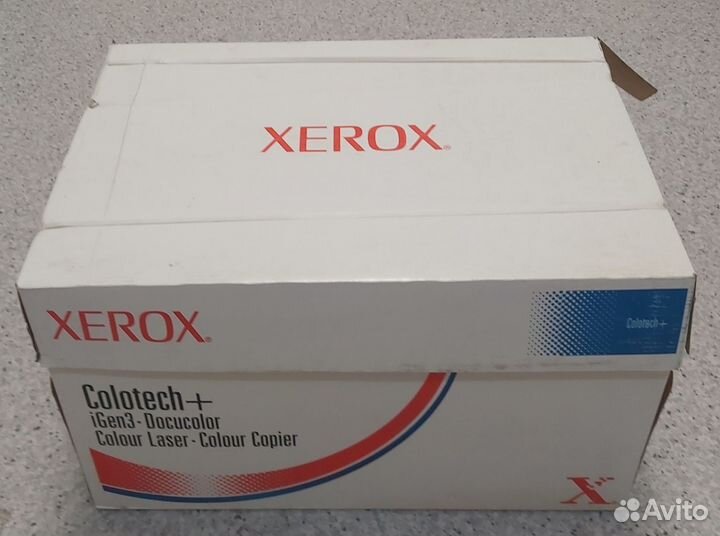 XEROX®
XEROX®
Colotech+
Colotech+
iGen3 - Docucolor
Colour Laser - Colour Copier
X
Avito